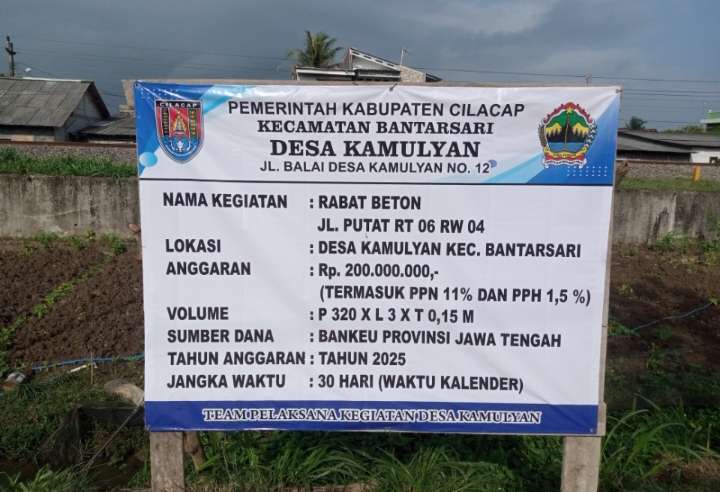 CILACAP
PEMERINTAH KABUPATEN CILACAP
KECAMATAN BANTARSARI
DESA KAMULYAN
JL. BALAI DESA KAMULYAN NO. 12
NAMA KEGIATAN : RABAT BETON
JL. PUTAT RT 06 RW 04
LOKASI : DESA KAMULYAN KEC. BANTARSARI
ANGGARAN : Rp. 200.000.000,-
(TERMASUK PPN 11% DAN PPH 1,5 %)
VOLUME : P 320 X L 3 X T 0,15 M
SUMBER DANA : BANKEU PROVINSI JAWA TENGAH
TAHUN ANGGARAN : TAHUN 2025
JANGKA WAKTU : 30 HARI (WAKTU KALENDER)
TEAM PELAKSANA KEGIATAN DESA KAMULYAN